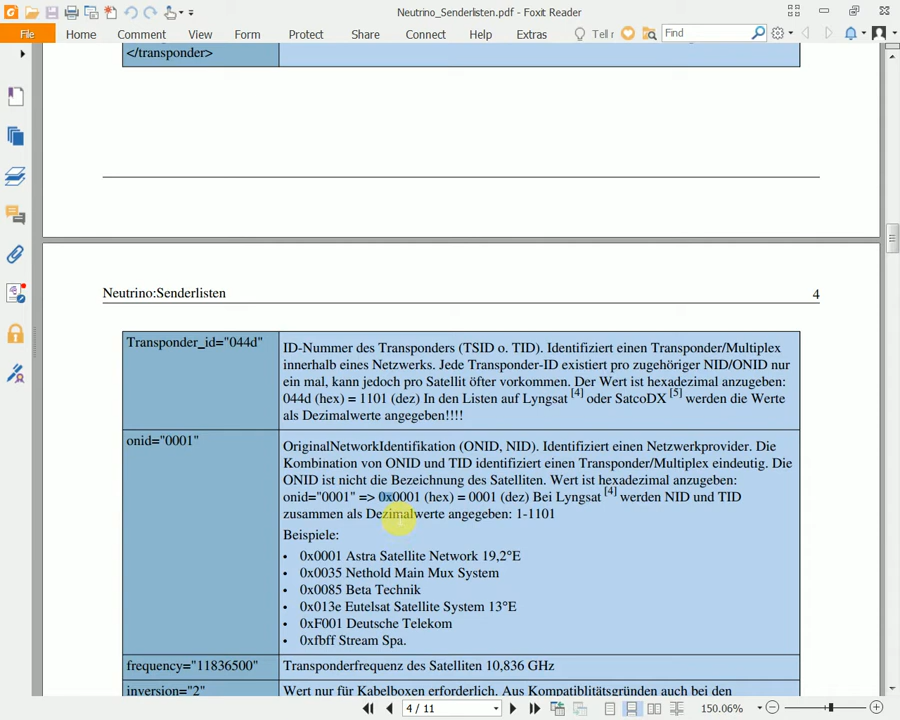 Neutrino_Senderlisten.pdf - Foxit Reader
File Home Comment View Form Protect Share Connect Help Extras Tell r Find
</transponder>
Neutrino:Senderlisten 4
Transponder_id="044d"
ID-Nummer des Transponders (TSID o. TID). Identifiziert einen Transponder/Multiplex
innerhalb eines Netzwerks. Jede Transponder-ID existiert pro zugehöriger NID/ONID nur
ein mal, kann jedoch pro Satellit öfter vorkommen. Der Wert ist hexadezimal anzugeben:
044d (hex) = 1101 (dez) In den Listen auf Lyngsat [4] oder SatcoDX [5] werden die Werte
als Dezimalwerte angegeben!!!!
onid="0001"
OriginalNetworkIdentifikation (ONID, NID). Identifiziert einen Netzwerkprovider. Die
Kombination von ONID und TID identifiziert einen Transponder/Multiplex eindeutig. Die
ONID ist nicht die Bezeichnung des Satelliten. Wert ist hexadezimal anzugeben:
onid="0001" => 0x0001 (hex) = 0001 (dez) Bei Lyngsat [4] werden NID und TID
zusammen als Dezimalwerte angegeben: 1-1101
Beispiele:
• 0x0001 Astra Satellite Network 19,2°E
• 0x0035 Nethold Main Mux System
• 0x0085 Beta Technik
• 0x013e Eutelsat Satellite System 13°E
• 0xF001 Deutsche Telekom
• 0xfbff Stream Spa.
frequency="11836500" Transponderfrequenz des Satelliten 10,836 GHz
inversion="2" Wert nur für Kabelboxen erforderlich. Aus Kompatiblitätsgründen auch bei den
4 / 11 150.06%